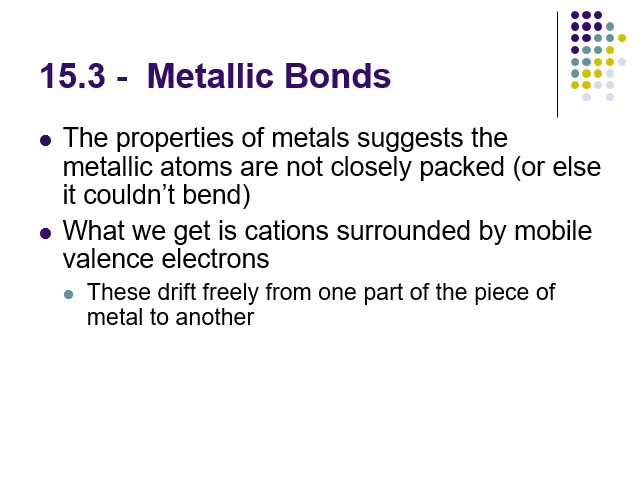 15.3 -  Metallic Bonds
The properties of metals suggests the
metallic atoms are not closely packed (or else
it couldn’t bend)
What we get is cations surrounded by mobile
valence electrons
These drift freely from one part of the piece of
metal to another